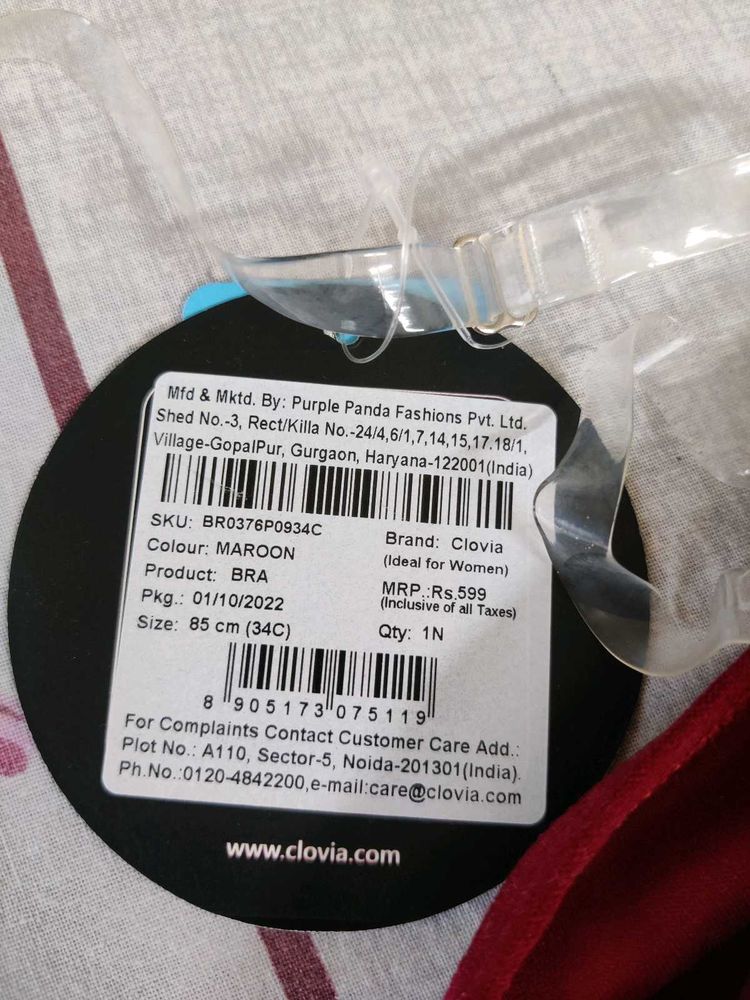 Mfd & Mktd. By: Purple Panda Fashions Pvt. Ltd.
Shed No.-3, Rect/Killa No.-24/4,6/1,7,14,15,17.18/1,
Village-GopalPur, Gurgaon, Haryana-122001(India)
SKU: BR0376P0934C
Brand: Clovia
Colour: MAROON
(Ideal for Women)
Product: BRA
MRP.:Rs.599
(Inclusive of all Taxes)
Pkg.: 01/10/2022
Size: 85 cm (34C)
Qty: 1N
8 905173 075119
For Complaints Contact Customer Care Add.:
Plot No.: A110, Sector-5, Noida-201301(India).
Ph.No.:0120-4842200,e-mail:care@clovia.com
www.clovia.com